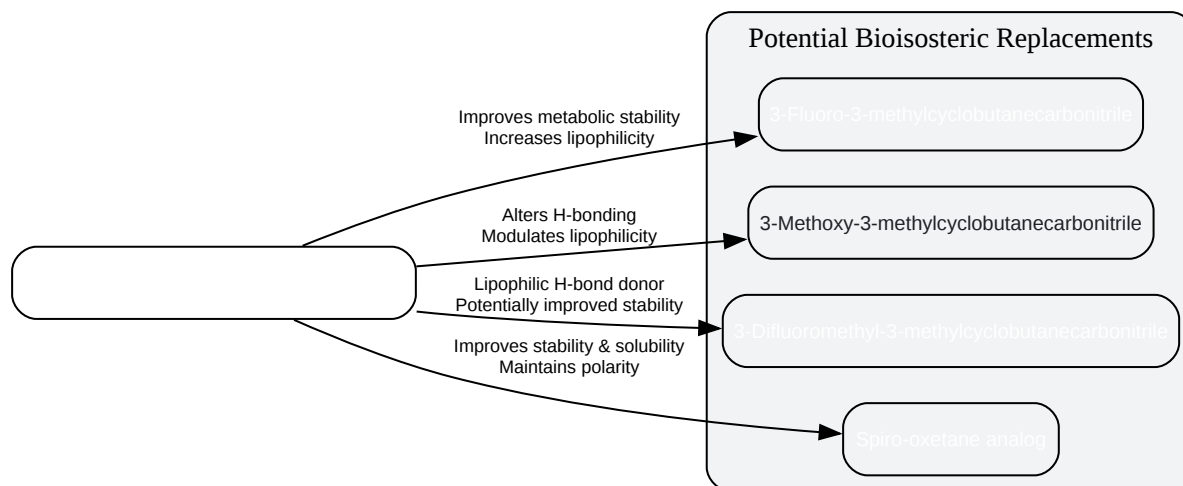 Potential Bioisosteric Replacements
3-Fluoro-3-methylcyclobutanecarbonitrile
Improves metabolic stability
Increases lipophilicity
Alters H-bonding
Modulates lipophilicity
3-Methoxy-3-methylcyclobutanecarbonitrile
Lipophilic H-bond donor
Potentially improved stability
3-Difluoromethyl-3-methylcyclobutanecarbonitrile
Improves stability & solubility
Maintains polarity
Spiro-oxetane analog